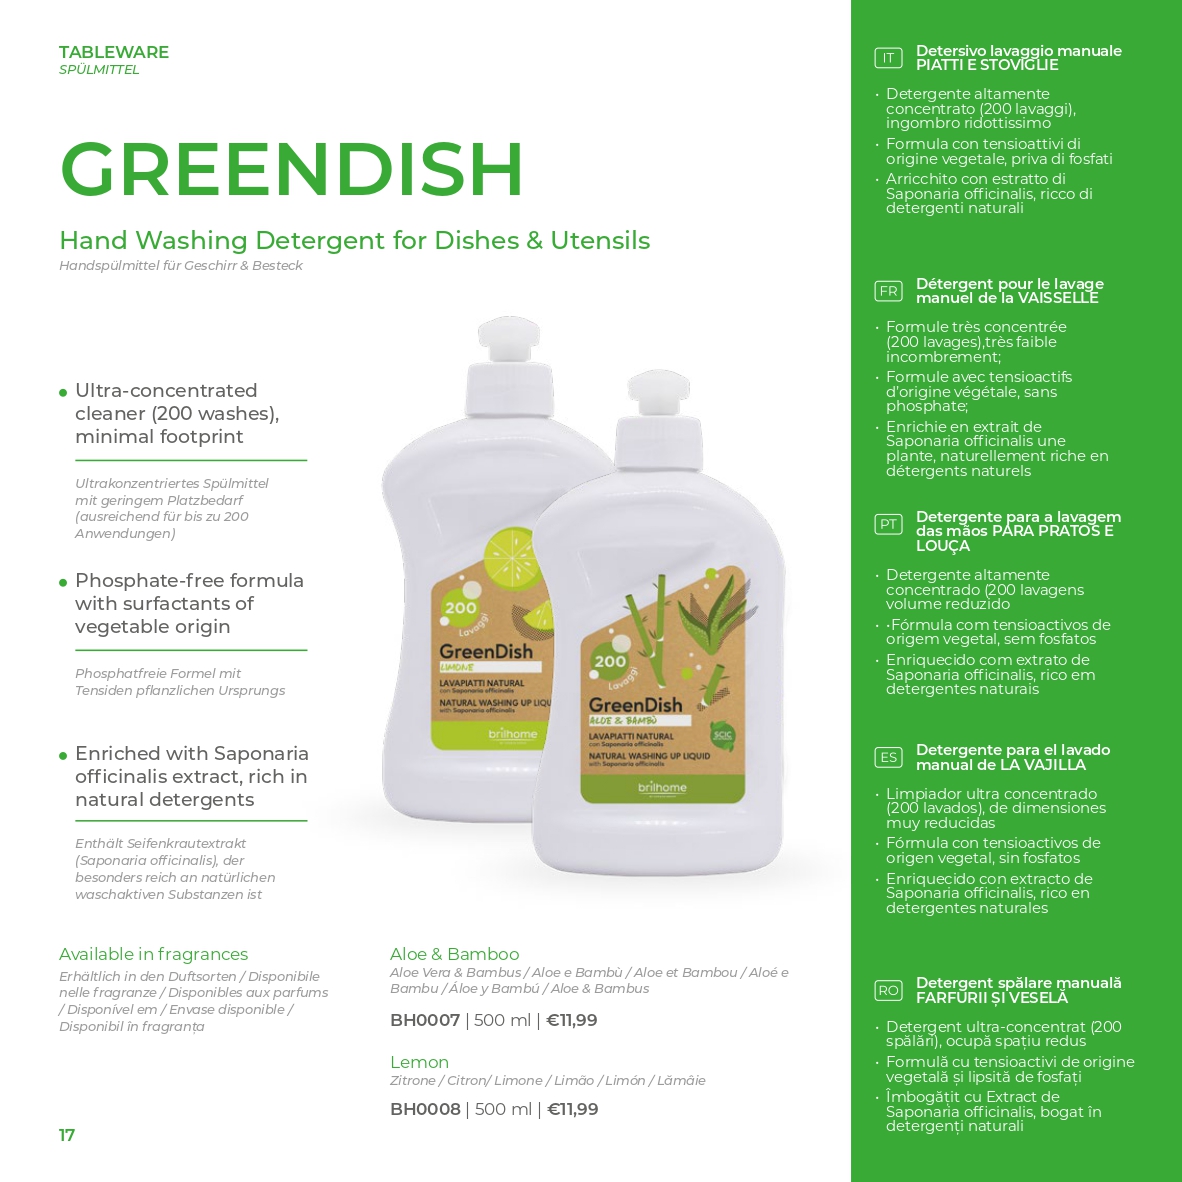 TABLEWARE
SPÜLMITTEL
GREENDISH
Hand Washing Detergent for Dishes & Utensils
Handspülmittel für Geschirr & Besteck
Ultra-concentrated
cleaner (200 washes),
minimal footprint
Ultrakonzentriertes Spülmittel
mit geringem Platzbedarf
(ausreichend für bis zu 200
Anwendungen)
Phosphate-free formula
with surfactants of
vegetable origin
Phosphatfreie Formel mit
Tensiden pflanzlichen Ursprungs
Enriched with Saponaria
officinalis extract, rich in
natural detergents
Enthält Seifenkrautextrakt
(Saponaria officinalis), der
besonders reich an natürlichen
waschaktiven Substanzen ist
200
Lavaggi
GreenDish
LIMONE
LAVAPIATTI NATURAL
con Saponaria officinalis
NATURAL WASHING UP LIQU
with Saponaria officinalis
brilhome
200
Lavaggi
GreenDish
ALOE & BAMBÙ
LAVAPIATTI NATURAL
con Saponaria officinalis
NATURAL WASHING UP LIQUID
with Saponaria officinalis
SCIC
brilhome
Available in fragrances
Erhältlich in den Duftsorten / Disponibile
nelle fragranze / Disponibles aux parfums
/ Disponível em / Envase disponible /
Disponibil în fragranța
Aloe & Bamboo
Aloe Vera & Bambus / Aloe e Bambù / Aloe et Bambou / Aloé e
Bambu / Áloe y Bambú / Aloe & Bambus
BH0007 | 500 ml | €11,99
Lemon
Zitrone / Citron/ Limone / Limão / Limón / Lămâie
BH0008 | 500 ml | €11,99
17
IT
Detersivo lavaggio manuale
PIATTI E STOVIGLIE
• Detergente altamente
concentrato (200 lavaggi),
ingombro ridottissimo
• Formula con tensioattivi di
origine vegetale, priva di fosfati
• Arricchito con estratto di
Saponaria officinalis, ricco di
detergenti naturali
FR
Détergent pour le lavage
manuel de la VAISSELLE
• Formule très concentrée
(200 lavages),très faible
incombrement;
• Formule avec tensioactifs
d'origine végétale, sans
phosphate;
• Enrichie en extrait de
Saponaria officinalis une
plante, naturellement riche en
détergents naturels
PT
Detergente para a lavagem
das mãos PARA PRATOS E
LOUÇA
• Detergente altamente
concentrado (200 lavagens
volume reduzido
• •Fórmula com tensioactivos de
origem vegetal, sem fosfatos
• Enriquecido com extrato de
Saponaria officinalis, rico em
detergentes naturais
ES
Detergente para el lavado
manual de LA VAJILLA
• Limpiador ultra concentrado
(200 lavados), de dimensiones
muy reducidas
• Fórmula con tensioactivos de
origen vegetal, sin fosfatos
• Enriquecido con extracto de
Saponaria officinalis, rico en
detergentes naturales
RO
Detergent spălare manuală
FARFURII ȘI VESELĂ
• Detergent ultra-concentrat (200
spălări), ocupă spațiu redus
• Formulă cu tensioactivi de origine
vegetală și lipsită de fosfați
• Îmbogățit cu Extract de
Saponaria officinalis, bogat în
detergenți naturali